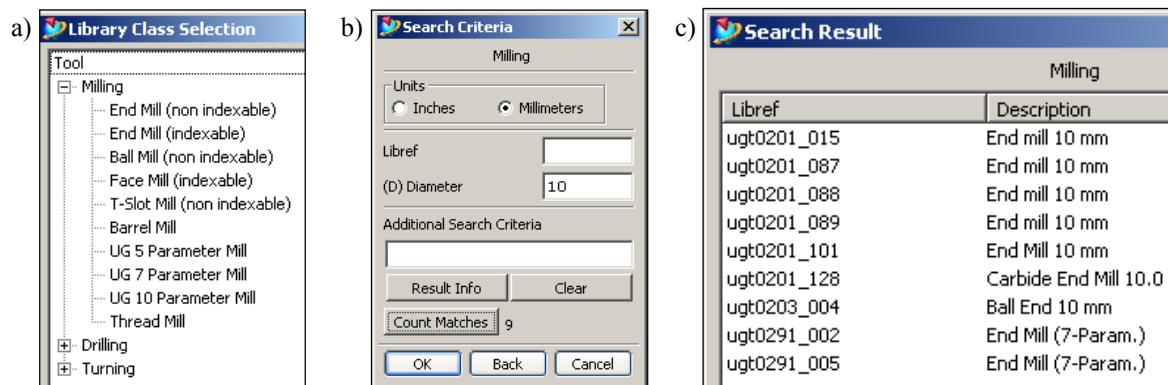 a)
Library Class Selection
Tool
Milling
End Mill (non indexable)
End Mill (indexable)
Ball Mill (non indexable)
Face Mill (indexable)
T-Slot Mill (non indexable)
Barrel Mill
UG 5 Parameter Mill
UG 7 Parameter Mill
UG 10 Parameter Mill
Thread Mill
Drilling
Turning
b)
Search Criteria
Milling
Units
Inches Millimeters
Libref
(D) Diameter 10
Additional Search Criteria
Result Info Clear
Count Matches 9
OK Back Cancel
c)
Search Result
Milling
Libref Description
ugt0201_015 End mill 10 mm
ugt0201_087 End mill 10 mm
ugt0201_088 End mill 10 mm
ugt0201_089 End mill 10 mm
ugt0201_101 End Mill 10 mm
ugt0201_128 Carbide End Mill 10.0
ugt0203_004 Ball End 10 mm
ugt0291_002 End Mill (7-Param.)
ugt0291_005 End Mill (7-Param.)